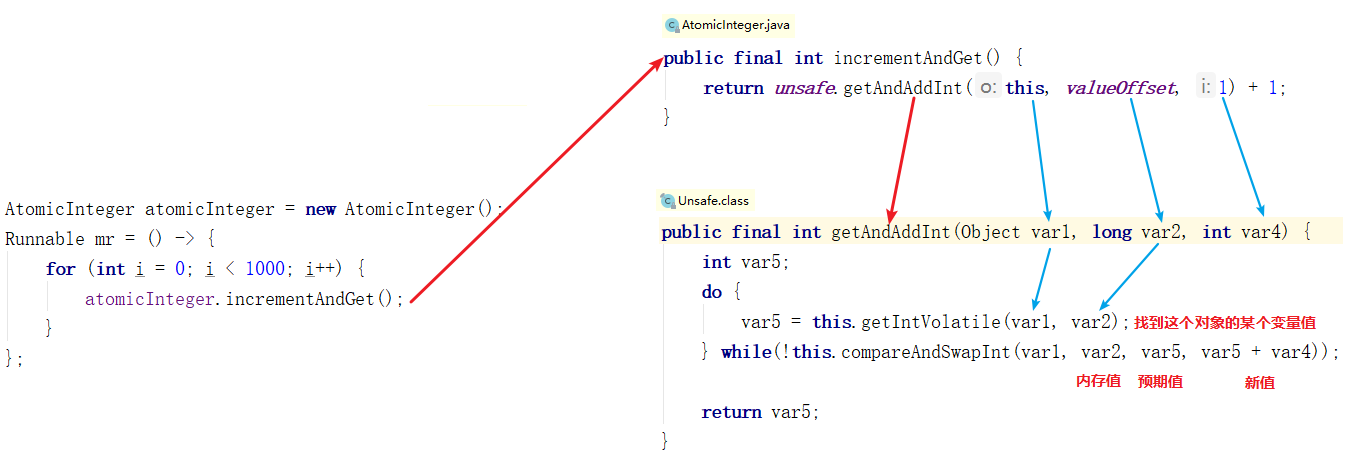 AtomicInteger atomicInteger = new AtomicInteger();
Runnable mr = () -> {
for (int i = 0; i < 1000; i++) {
atomicInteger.incrementAndGet();
}
};
AtomicInteger.java
public final int incrementAndGet() {
return unsafe.getAndAddInt( o: this, valueOffset, i: 1) + 1;
}
Unsafe.class
public final int getAndAddInt(Object var1, long var2, int var4) {
int var5;
do {
var5 = this.getIntVolatile(var1, var2); 找到这个对象的某个变量值
} while(!this.compareAndSwapInt(var1, var2, var5, var5 + var4));
内存值 预期值 新值
return var5;
}